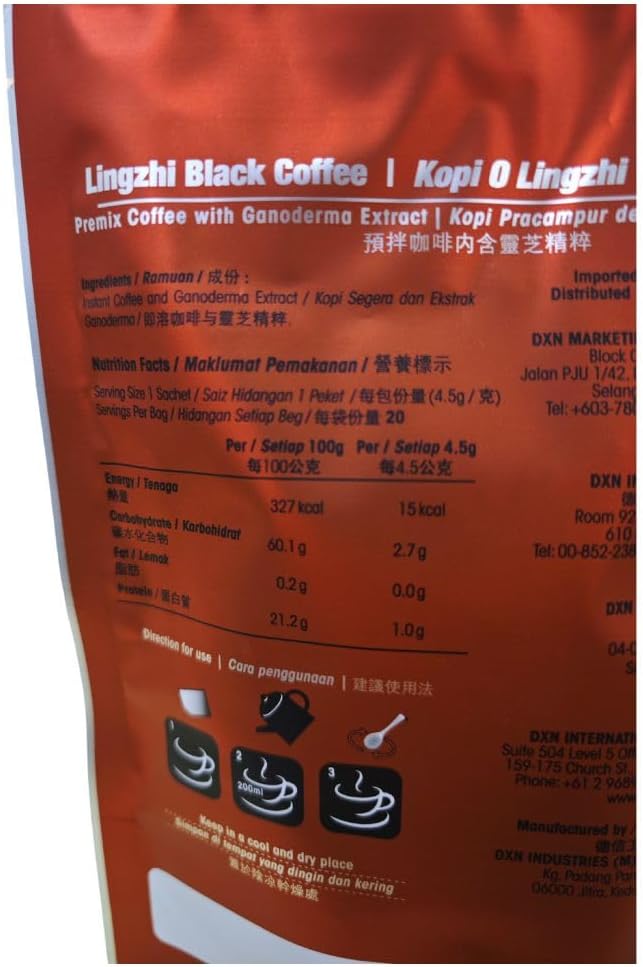 Lingzhi Black Coffee | Kopi O Lingzhi
Premix Coffee with Ganoderma Extract | Kopi Pracampur de
預拌咖啡內含靈芝精粹
Ingredients / Ramuan / 成份 :
Instant Coffee and Ganoderma Extract / Kopi Segera dan Ekstrak
Ganoderma / 即溶咖啡与靈芝精粹
Nutrition Facts / Maklumat Pemakanan / 營養標示
Serving Size 1 Sachet / Saiz Hidangan 1 Peket / 每包份量 (4.5g / 克)
Servings Per Bag / Hidangan Setiap Beg / 每袋份量 20
Per / Setiap 100g Per / Setiap 4.5g
每100公克 每4.5公克
Energy / Tenaga
熱量
327 kcal 15 kcal
Carbohydrate / Karbohidrat
碳水化合物
60.1 g 2.7 g
Fat / Lemak
脂肪
0.2 g 0.0 g
Protein / 蛋白質
21.2 g 1.0 g
Direction for use | Cara penggunaan | 建議使用法
1
2
200ml
3
Keep in a cool and dry place
Simpan di tempat yang dingin dan kering
置於陰涼幹燥處
Imported
Distributed
DXN MARKETI
Block
Jalan PJU 1/42,
Selang
Tel: +603-78
DXN
Room 92
610
Tel: 00-852-238
DXN
04-
DXN INTERNATI
Suite 504 Level 5 Off
159-175 Church St.
Phone: +61 2 968
www
Manufactured by
德信
DXN INDUSTRIES (M)
Kg. Padang Pan
06000 Jitra, Ked